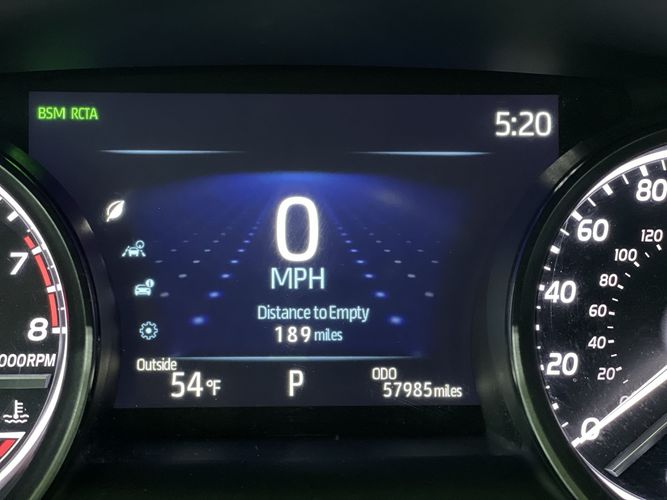 BSM RCTA
5:20
0
MPH
Distance to Empty
189 miles
Outside
54°F
P
ODO
57985 miles
7
8
000RPM
80
60
40
20
0
120
100
80
60
40
20